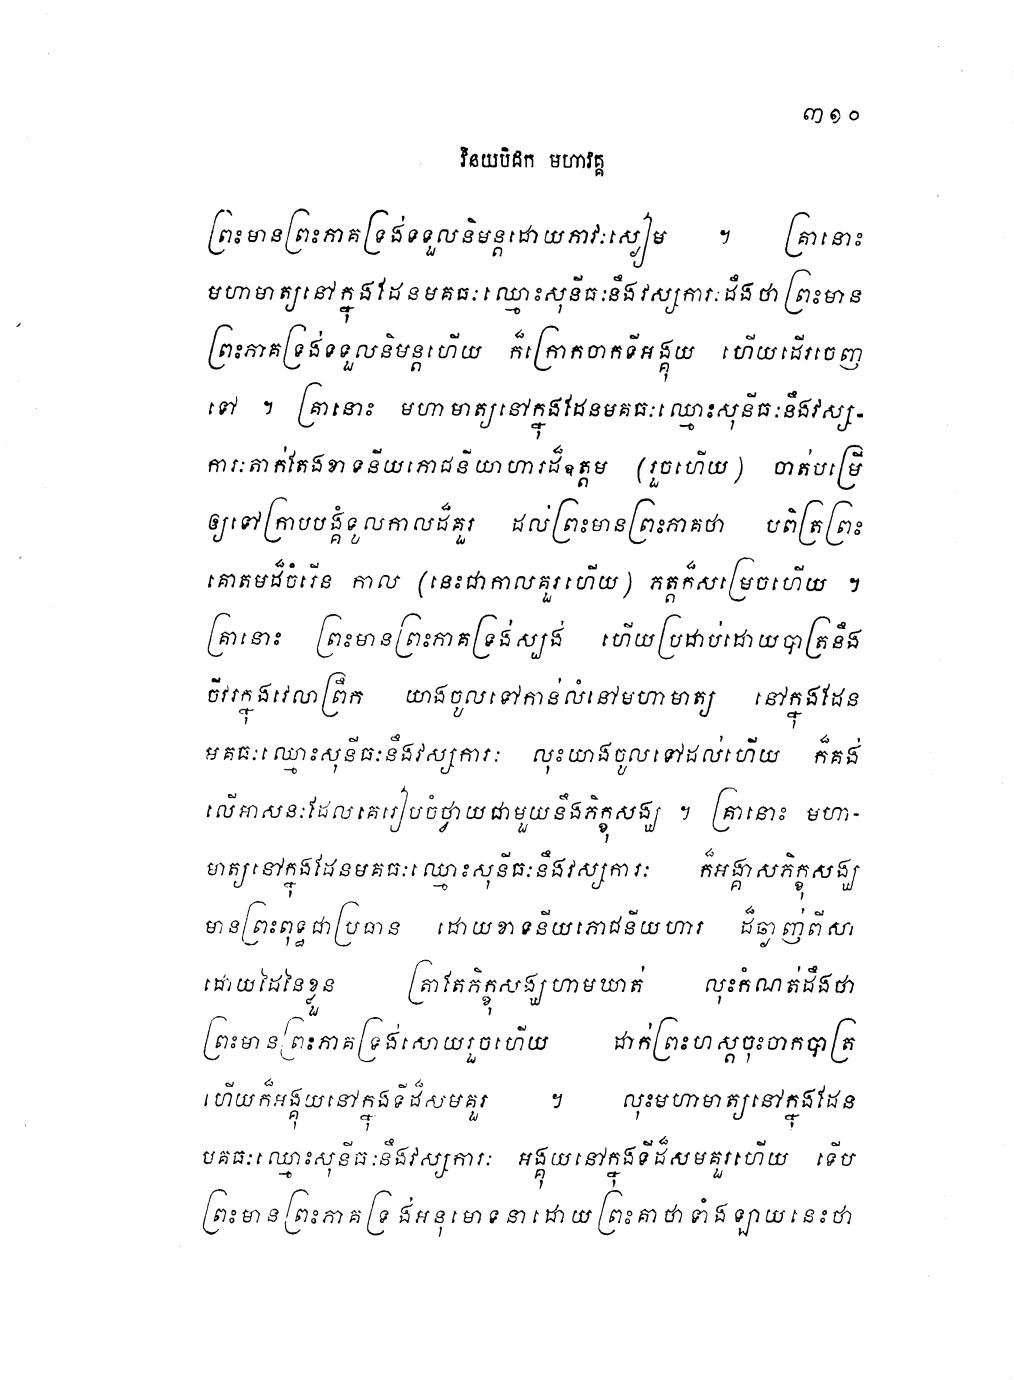 ៣១០
វិនយបិដក មហាវគ្គ
ព្រះមានព្រះភាគទ្រង់ទទួលនិមន្តដោយភាវៈស្ងៀម ។ គ្រានោះ
មហាមាត្យនៅក្នុងដែនមគធៈឈ្មោះសុនីធៈនឹងវស្សការៈដឹងថាព្រះមាន
ព្រះភាគទ្រង់ទទួលនិមន្តហើយ ក៏ក្រោកចាកទីអង្គុយ ហើយដើរចេញ
ទៅ ។ គ្រានោះ មហាមាត្យនៅក្នុងដែនមគធៈឈ្មោះសុនីធៈនឹងវស្ស-
ការៈតាក់តែងខាទនីយភោជនីយាហារដ៏ឧត្តម (រួចហើយ) ចាត់បម្រើ
ឲ្យទៅក្រាបបង្គំទូលកាលដ៏គួរ ដល់ព្រះមានព្រះភាគថា បពិត្រព្រះ
គោតមដ៏ចំរើន កាល (នេះជាកាលគួរហើយ) ភត្តក៏សម្រេចហើយ ។
គ្រានោះ ព្រះមានព្រះភាគទ្រង់ស្បង់ ហើយប្រដាប់ដោយបាត្រនឹង
ចីវរក្នុងវេលាព្រឹក យាងចូលទៅកាន់លំនៅមហាមាត្យ នៅក្នុងដែន
មគធៈឈ្មោះសុនីធៈនឹងវស្សការៈ លុះយាងចូលទៅដល់ហើយ ក៏គង់
លើអាសនៈដែលគេរៀបចំថ្វាយជាមួយនឹងភិក្ខុសង្ឃ ។ គ្រានោះ មហា-
មាត្យនៅក្នុងដែនមគធៈឈ្មោះសុនីធៈនឹងវស្សការៈ ក៏អង្គាសភិក្ខុសង្ឃ
មានព្រះពុទ្ធជាប្រធាន ដោយខាទនីយភោជនីយហារ ដ៏ឆ្ងាញ់ពីសា
ដោយដៃនៃខ្លួន ត្រាតែភិក្ខុសង្ឃហាមឃាត់ លុះកំណត់ដឹងថា
ព្រះមានព្រះភាគទ្រង់សោយរួចហើយ ដាក់ព្រះហស្តចុះចាកបាត្រ
ហើយក៏អង្គុយនៅក្នុងទីដ៏សមគួរ ។ លុះមហាមាត្យនៅក្នុងដែន
មគធៈឈ្មោះសុនីធៈនឹងវស្សការៈ អង្គុយនៅក្នុងទីដ៏សមគួរហើយ ទើប
ព្រះមានព្រះភាគទ្រង់អនុមោទនាដោយព្រះគាថាទាំងឡាយនេះថា